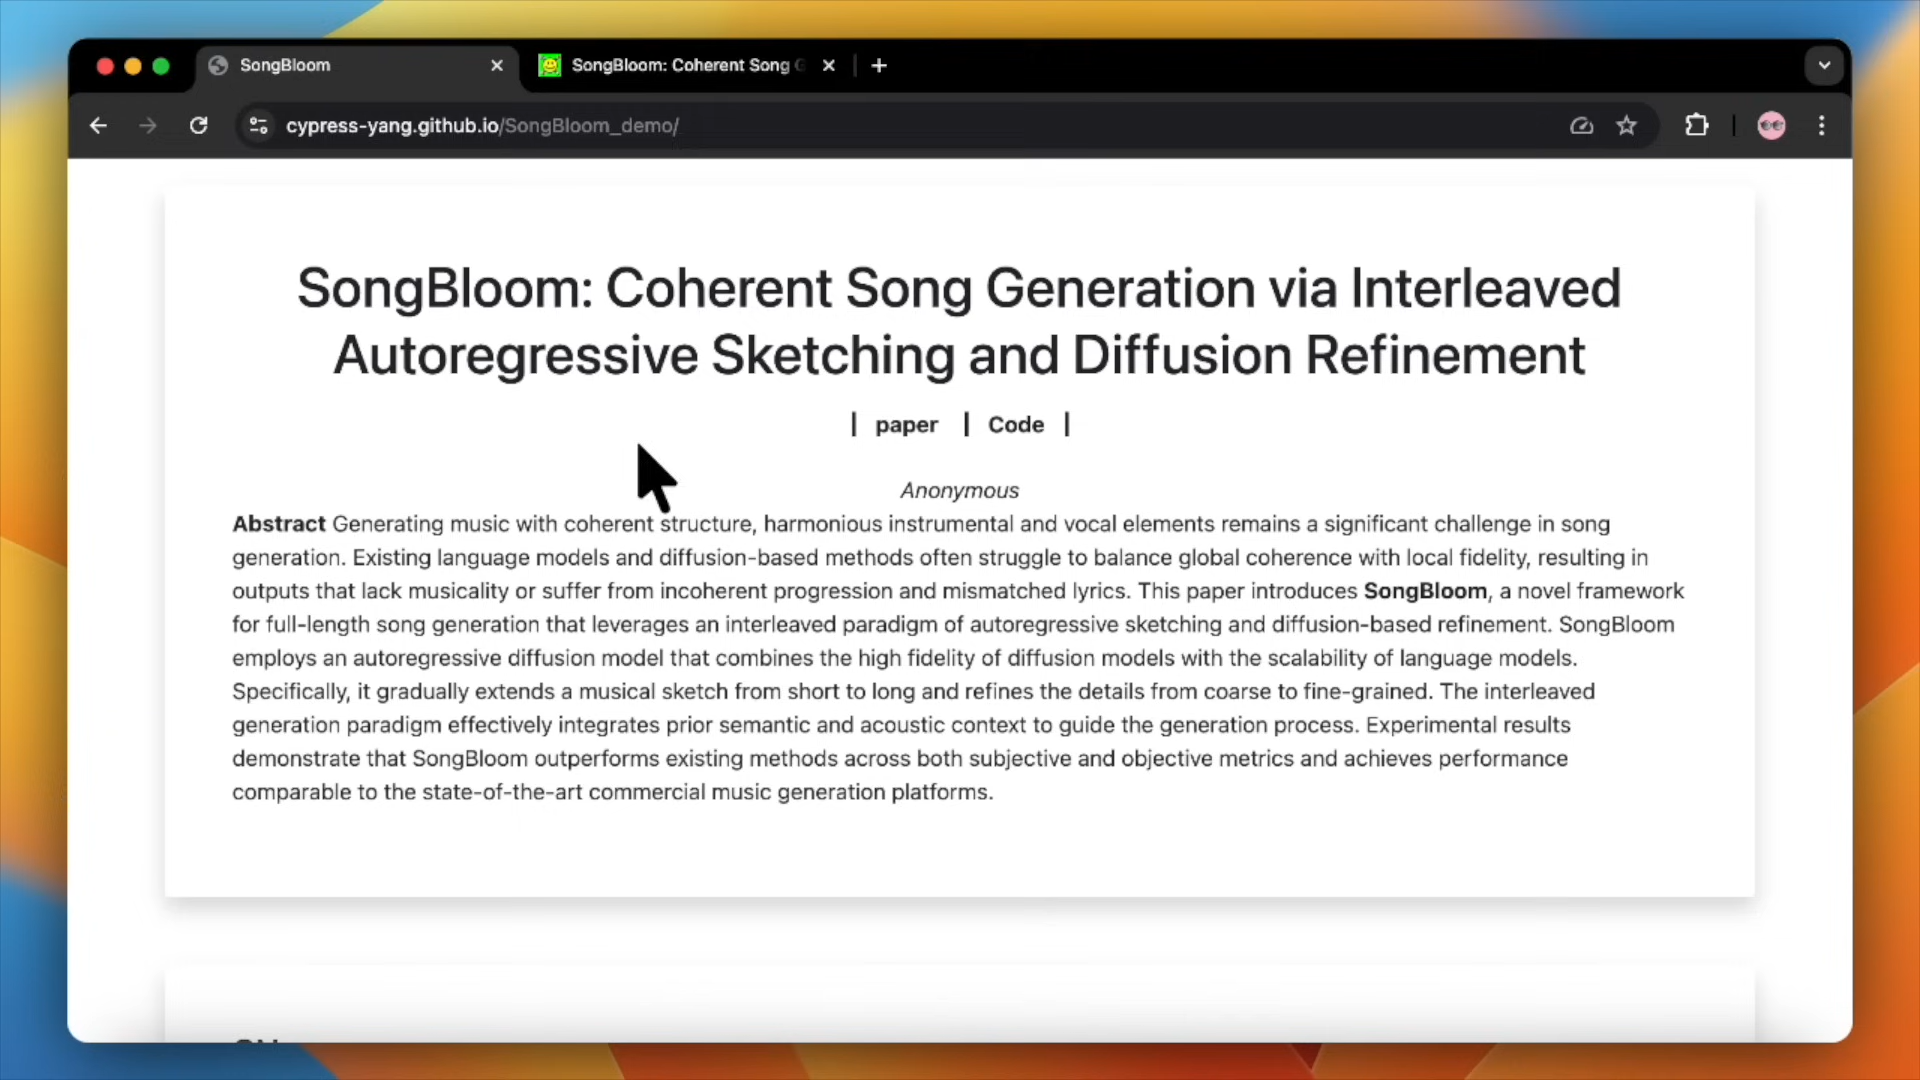 SongBloom
SongBloom: Coherent Song
cypress-yang.github.io/SongBloom_demo/
SongBloom: Coherent Song Generation via Interleaved
Autoregressive Sketching and Diffusion Refinement
| paper | Code |
Anonymous
Abstract Generating music with coherent structure, harmonious instrumental and vocal elements remains a significant challenge in song
generation. Existing language models and diffusion-based methods often struggle to balance global coherence with local fidelity, resulting in
outputs that lack musicality or suffer from incoherent progression and mismatched lyrics. This paper introduces SongBloom, a novel framework
for full-length song generation that leverages an interleaved paradigm of autoregressive sketching and diffusion-based refinement. SongBloom
employs an autoregressive diffusion model that combines the high fidelity of diffusion models with the scalability of language models.
Specifically, it gradually extends a musical sketch from short to long and refines the details from coarse to fine-grained. The interleaved
generation paradigm effectively integrates prior semantic and acoustic context to guide the generation process. Experimental results
demonstrate that SongBloom outperforms existing methods across both subjective and objective metrics and achieves performance
comparable to the state-of-the-art commercial music generation platforms.